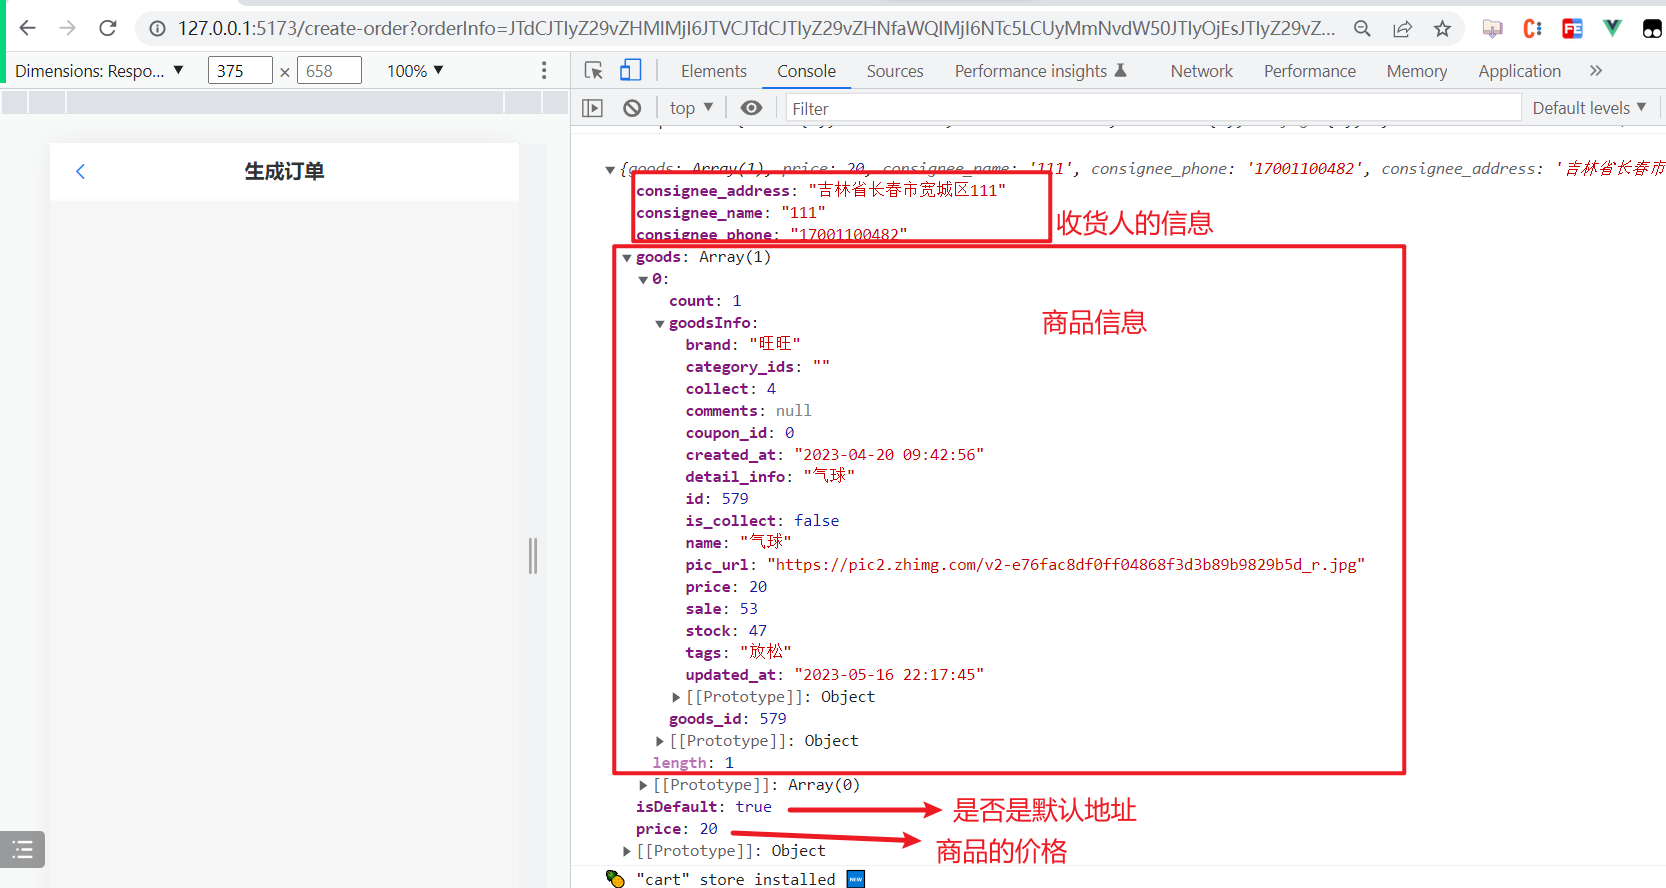 127.0.0.1:5173/create-order?orderInfo=JTdCJTIyZ29vZHMlMjI6JTVCJTdCJTIyZ29vZHNfaWQlMjI6NTc5LCUyMmNvdW50JTIyOjEsJTIyZ29vZ...
Dimensions: Respo... ▼ 375 × 658 100% ▼
Elements Console Sources Performance insights Network Performance Memory Application »
top ▼ Filter Default levels ▼
生成订单
▼{goods: Array(1), price: 20, consignee_name: '111', consignee_phone: '17001100482', consignee_address: '吉林省长春市
consignee_address: "吉林省长春市宽城区111"
consignee_name: "111"
consignee_phone: "17001100482"
收货人的信息
▼goods: Array(1)
▼0:
count: 1
▼goodsInfo:
商品信息
brand: "旺旺"
category_ids: ""
collect: 4
comments: null
coupon_id: 0
created_at: "2023-04-20 09:42:56"
detail_info: "气球"
id: 579
is_collect: false
name: "气球"
pic_url: "https://pic2.zhimg.com/v2-e76fac8df0ff04868f3d3b89b9829b5d_r.jpg"
price: 20
sale: 53
stock: 47
tags: "放松"
updated_at: "2023-05-16 22:17:45"
▶[[Prototype]]: Object
goods_id: 579
▶[[Prototype]]: Object
length: 1
▶[[Prototype]]: Array(0)
isDefault: true
是否是默认地址
price: 20
商品的价格
▶[[Prototype]]: Object
"cart" store installed NEW